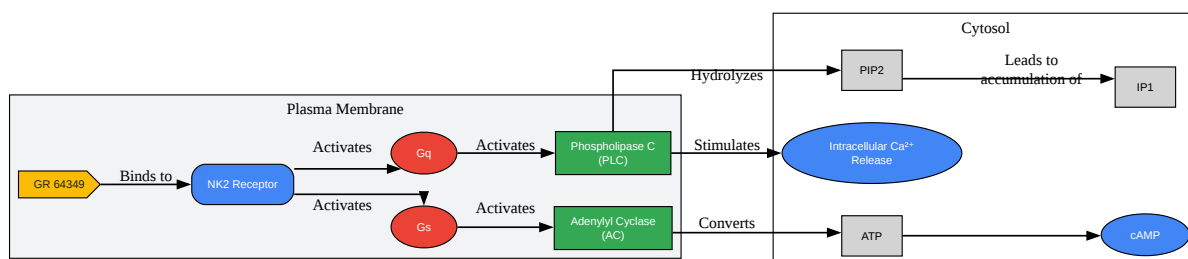 Cytosol
Hydrolyzes
PIP2
Leads to
accumulation of
IP1
Plasma Membrane
GR 64349
Binds to
NK2 Receptor
Activates
Gq
Activates
Phospholipase C
(PLC)
Stimulates
Intracellular Ca²⁺
Release
Activates
Gs
Activates
Adenylyl Cyclase
(AC)
Converts
ATP
cAMP